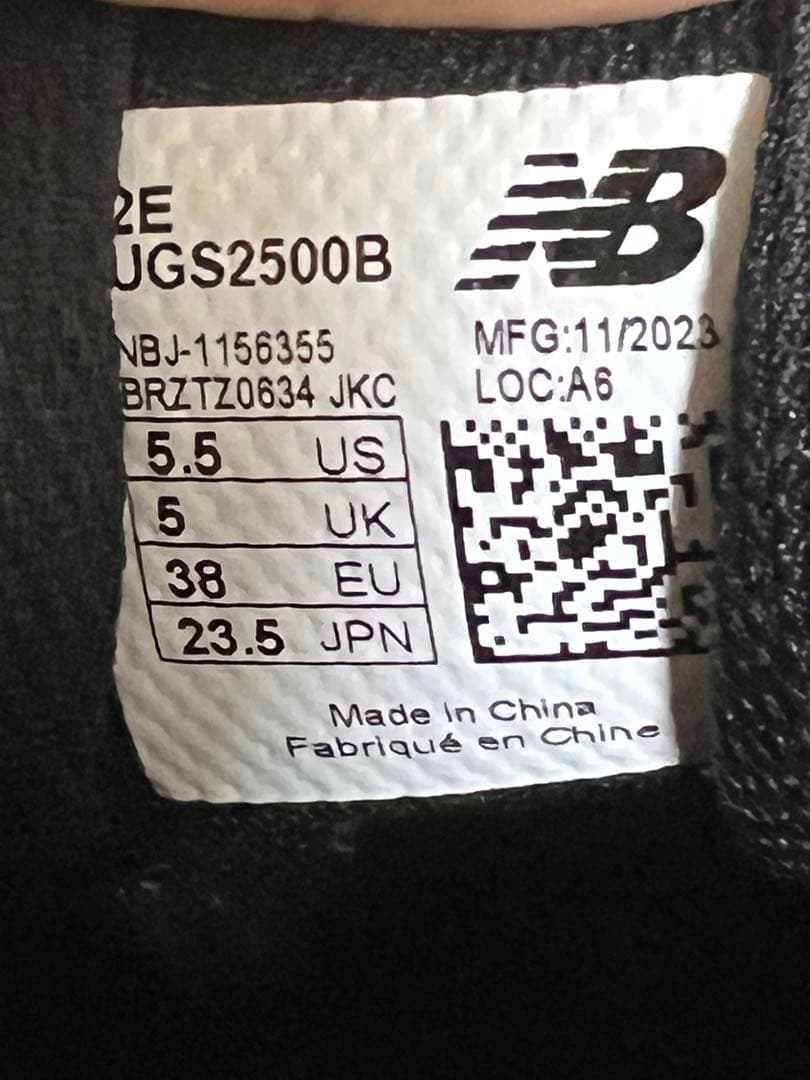 2E
UGS2500B
NB
NBJ-1156355
BRZTZ0634 JKC
MFG:11/2023
LOC:A6
5.5 US
5 UK
38 EU
23.5 JPN
Made in China
Fabriqué en Chine